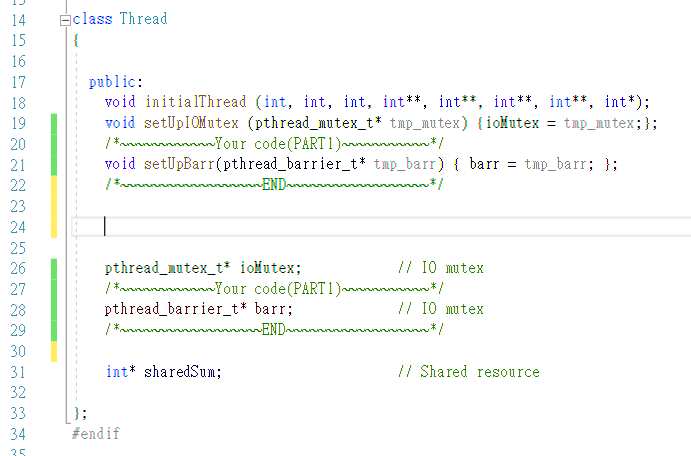 14 class Thread
15 {
16
17 public:
18 void initialThread (int, int, int, int**, int**, int**, int**, int*);
19 void setUpIOMutex (pthread_mutex_t* tmp_mutex) {ioMutex = tmp_mutex;};
20 /*~~~~~~~~~~~~~Your code(PART1)~~~~~~~~~~~~*/
21 void setUpBarr(pthread_barrier_t* tmp_barr) { barr = tmp_barr; };
22 /*~~~~~~~~~~~~~~~~~~~END~~~~~~~~~~~~~~~~~~~*/
23
24
25
26 pthread_mutex_t* ioMutex; // IO mutex
27 /*~~~~~~~~~~~~~Your code(PART1)~~~~~~~~~~~~*/
28 pthread_barrier_t* barr; // IO mutex
29 /*~~~~~~~~~~~~~~~~~~~END~~~~~~~~~~~~~~~~~~~*/
30
31 int* sharedSum; // Shared resource
32
33 };
34 #endif